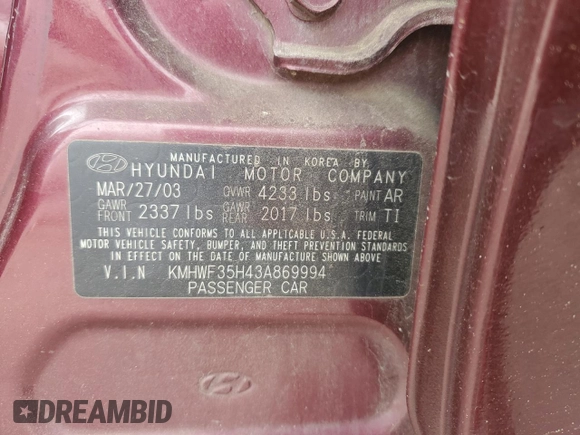 MANUFACTURED IN KOREA BY
HYUNDAI MOTOR COMPANY
MAR/27/03 GVWR 4233 lbs PAINT AR
GAWR FRONT 2337 lbs GAWR REAR 2017 lbs TRIM TI
THIS VEHICLE CONFORMS TO ALL APPLICABLE U.S.A. FEDERAL
MOTOR VEHICLE SAFETY, BUMPER, AND THEFT PREVENTION STANDARDS
IN EFFECT ON THE DATE OF MANUFACTURE SHOWN ABOVE
V.I.N KMHWF35H43A869994
PASSENGER CAR
DREAMBID